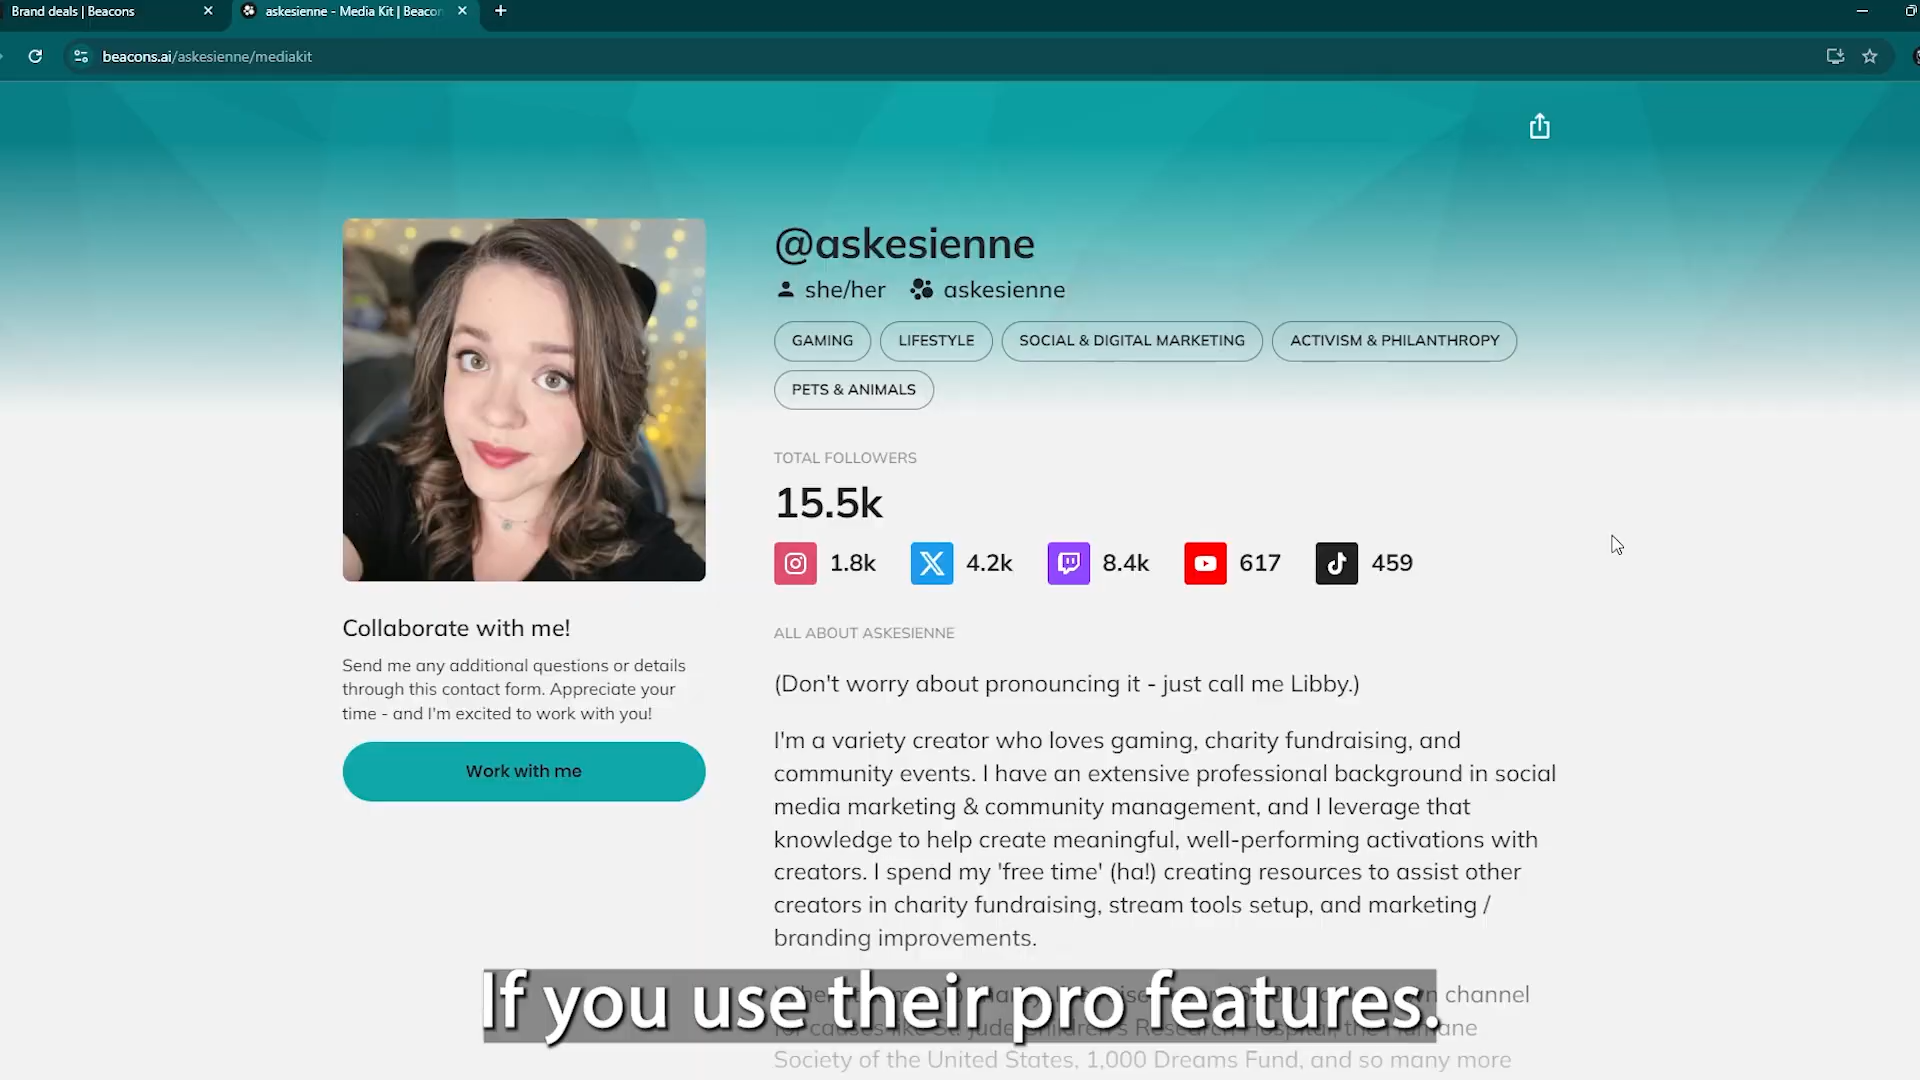 Brand deals | Beacons
askesienne - Media Kit | Beacon
beacons.ai/askesienne/mediakit
@askesienne
she/her askesienne
GAMING LIFESTYLE SOCIAL & DIGITAL MARKETING ACTIVISM & PHILANTHROPY
PETS & ANIMALS
TOTAL FOLLOWERS
15.5k
1.8k 4.2k 8.4k 617 459
Collaborate with me!
Send me any additional questions or details
through this contact form. Appreciate your
time - and I'm excited to work with you!
Work with me
ALL ABOUT ASKESIENNE
(Don't worry about pronouncing it - just call me Libby.)
I'm a variety creator who loves gaming, charity fundraising, and
community events. I have an extensive professional background in social
media marketing & community management, and I leverage that
knowledge to help create meaningful, well-performing activations with
creators. I spend my 'free time' (ha!) creating resources to assist other
creators in charity fundraising, stream tools setup, and marketing /
branding improvements.
channel
Society of the United States, 1,000 Dreams Fund, and so many more
If you use their pro features.